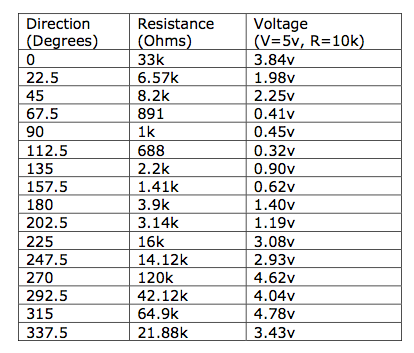 Direction (Degrees) Resistance (Ohms) Voltage (V=5v, R=10k)
0 33k 3.84v
22.5 6.57k 1.98v
45 8.2k 2.25v
67.5 891 0.41v
90 1k 0.45v
112.5 688 0.32v
135 2.2k 0.90v
157.5 1.41k 0.62v
180 3.9k 1.40v
202.5 3.14k 1.19v
225 16k 3.08v
247.5 14.12k 2.93v
270 120k 4.62v
292.5 42.12k 4.04v
315 64.9k 4.78v
337.5 21.88k 3.43v